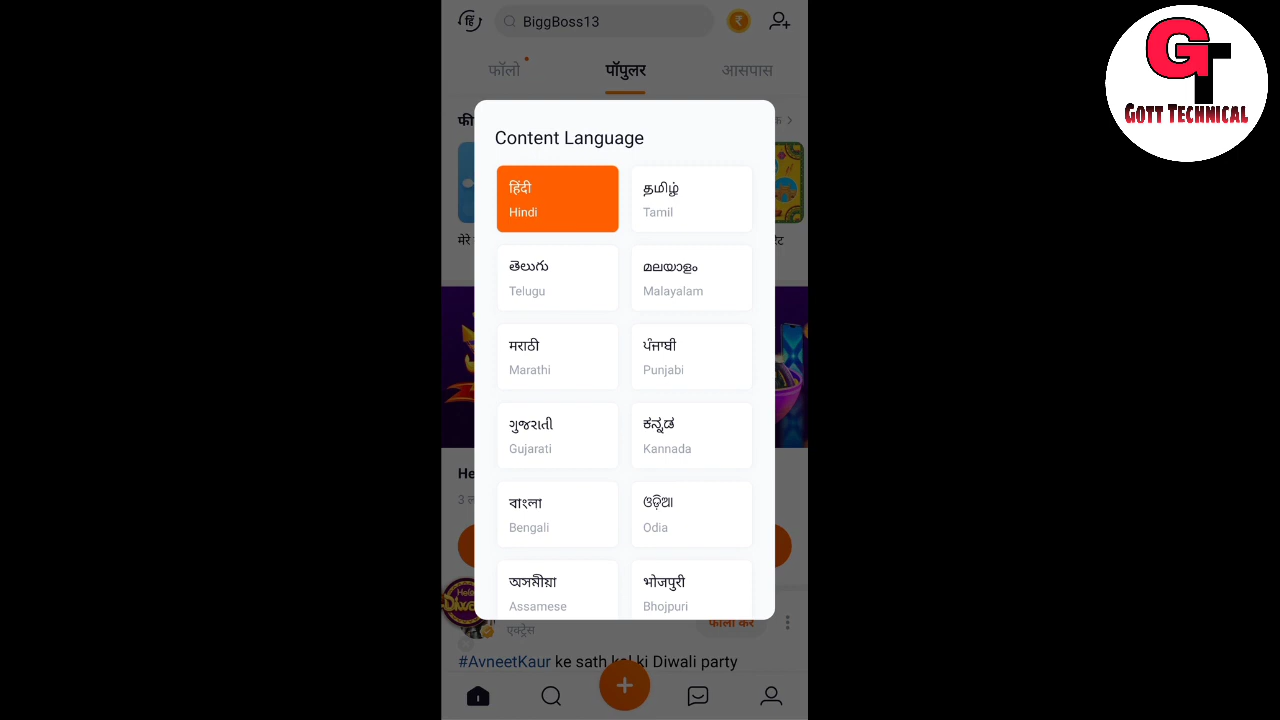 हिं
BiggBoss13
फॉलो
पॉपुलर
आसपास
GT
GOTT TECHNICAL
Content Language
हिंदी
Hindi
தமிழ்
Tamil
తెలుగు
Telugu
മലയാളം
Malayalam
मराठी
Marathi
ਪੰਜਾਬੀ
Punjabi
ગુજરાતી
Gujarati
ಕನ್ನಡ
Kannada
বাংলা
Bengali
ଓଡ଼ିଆ
Odia
অসমীয়া
Assamese
भोजपुरी
Bhojpuri
मेरे
एक्ट्रेस
फॉलो करें
#AvneetKaur ke sath kal ki Diwali party